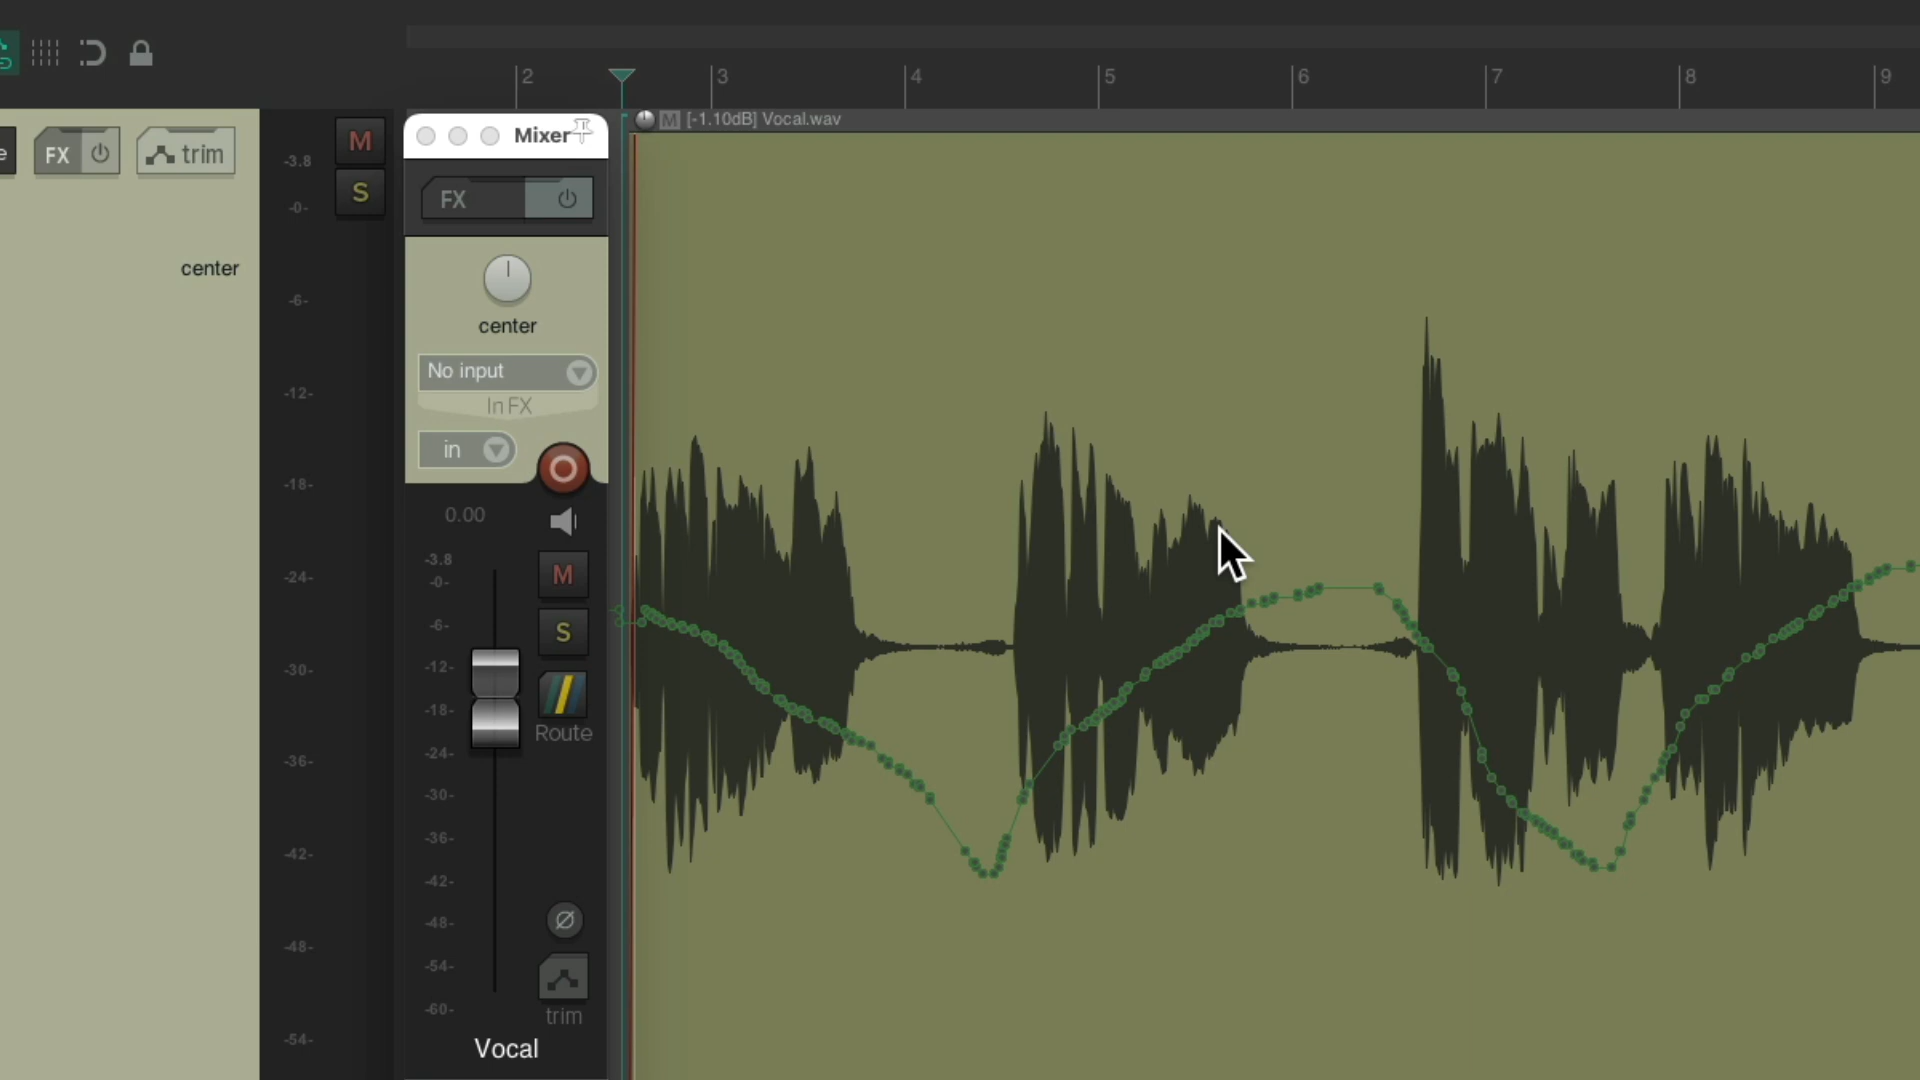 2 3 4 5 6 7 8 9
M [-1.10dB] Vocal.wav
e FX trim
center
M
S
-3.8
-0-
-6-
-12-
-18-
-24-
-30-
-36-
-42-
-48-
-54-
Mixer
FX
center
No input
In FX
in
0.00
M
S
Route
-3.8
-0-
-6-
-12-
-18-
-24-
-30-
-36-
-42-
-48-
-54-
-60-
Ø
trim
Vocal